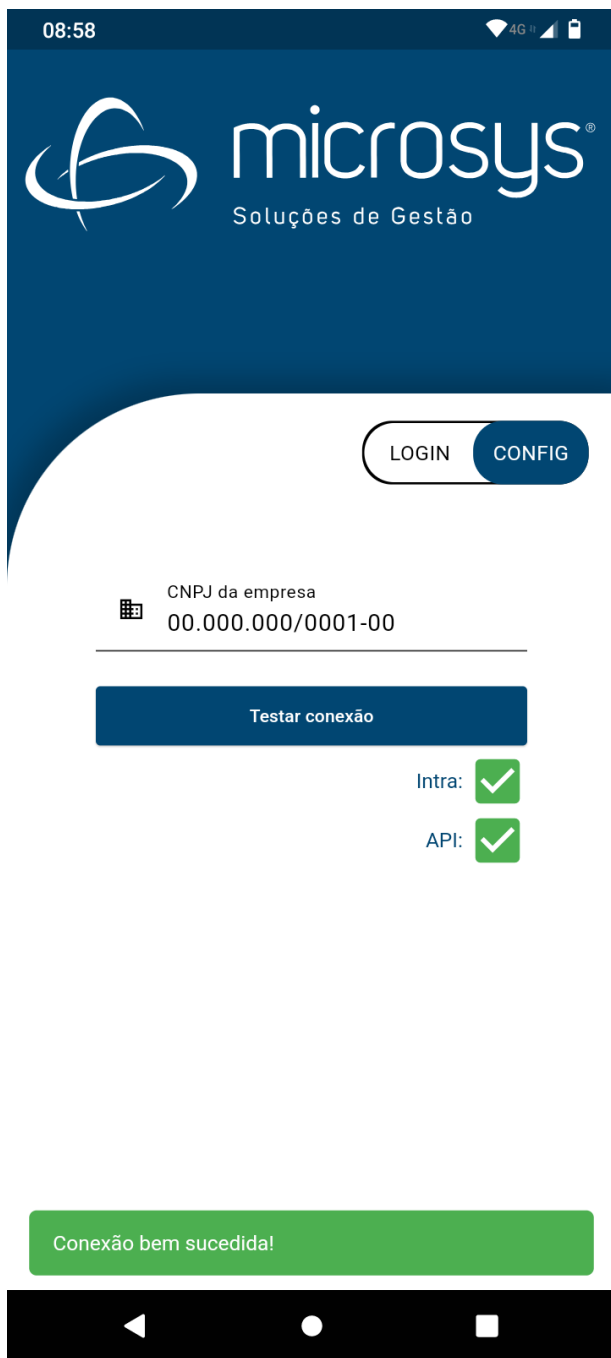 08:58
4G
microsys®
Soluções de Gestão
LOGIN CONFIG
CNPJ da empresa
00.000.000/0001-00
Testar conexão
Intra:
API:
Conexão bem sucedida!